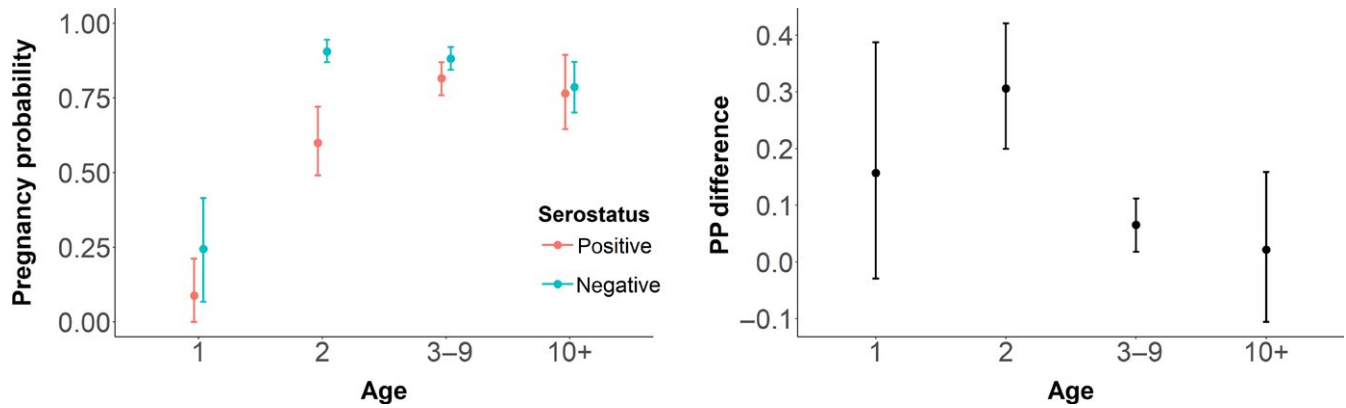 Pregnancy probability
1.00
0.75
0.50
0.25
0.00
1
2
3–9
10+
Age
Serostatus
Positive
Negative
PP difference
0.4
0.3
0.2
0.1
0.0
–0.1
1
2
3–9
10+
Age